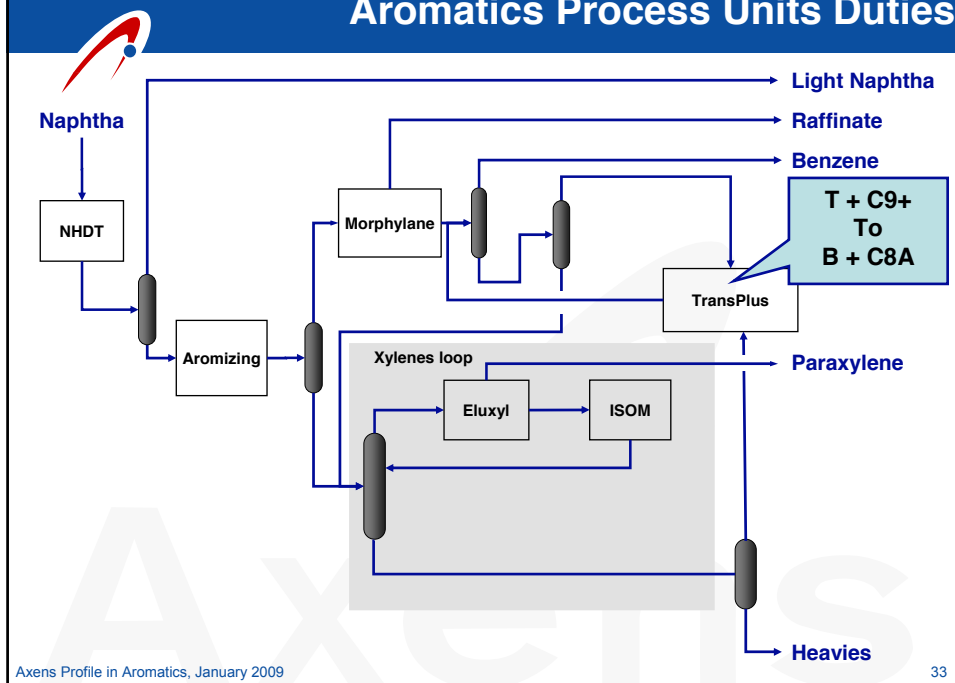 Aromatics Process Units Duties
Light Naphtha
Naphtha
Raffinate
Benzene
T + C9+
To
B + C8A
NHDT
Morphylane
TransPlus
Aromizing
Xylenes loop
Paraxylene
Eluxyl
ISOM
Axens
Heavies
Axens Profile in Aromatics, January 2009
33